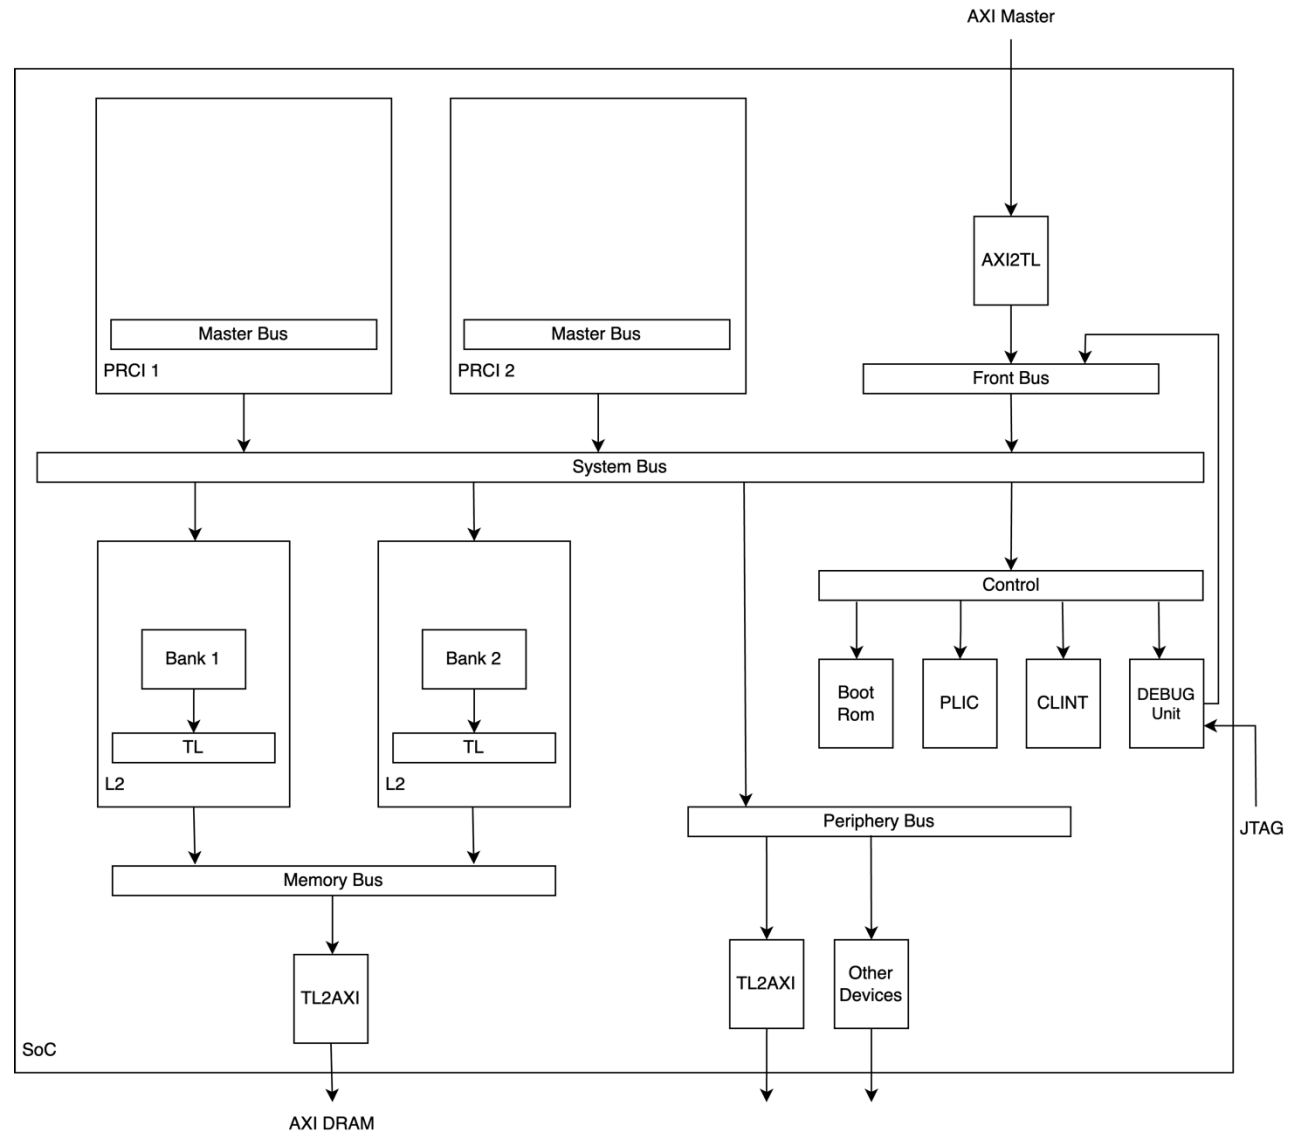 AXI Master
AXI2TL
Master Bus
Master Bus
PRCI 1
PRCI 2
Front Bus
System Bus
Control
Bank 1
Bank 2
Boot
Rom
PLIC
CLINT
DEBUG
Unit
TL
TL
L2
L2
Periphery Bus
JTAG
Memory Bus
TL2AXI
TL2AXI
Other
Devices
SoC
AXI DRAM